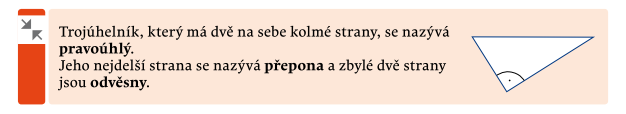 Trojúhelník, který má dvě na sebe kolmé strany, se nazývá
pravoúhlý.
Jeho nejdelší strana se nazývá přepona a zbylé dvě strany
jsou odvěsny.